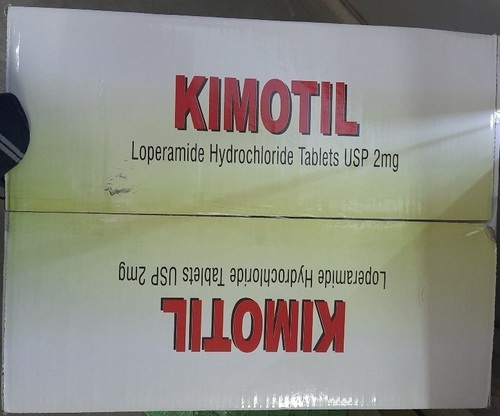 KIMOTIL
Loperamide Hydrochloride Tablets USP 2mg
Loperamide Hydrochloride Tablets USP 2mg
KIMOTIL